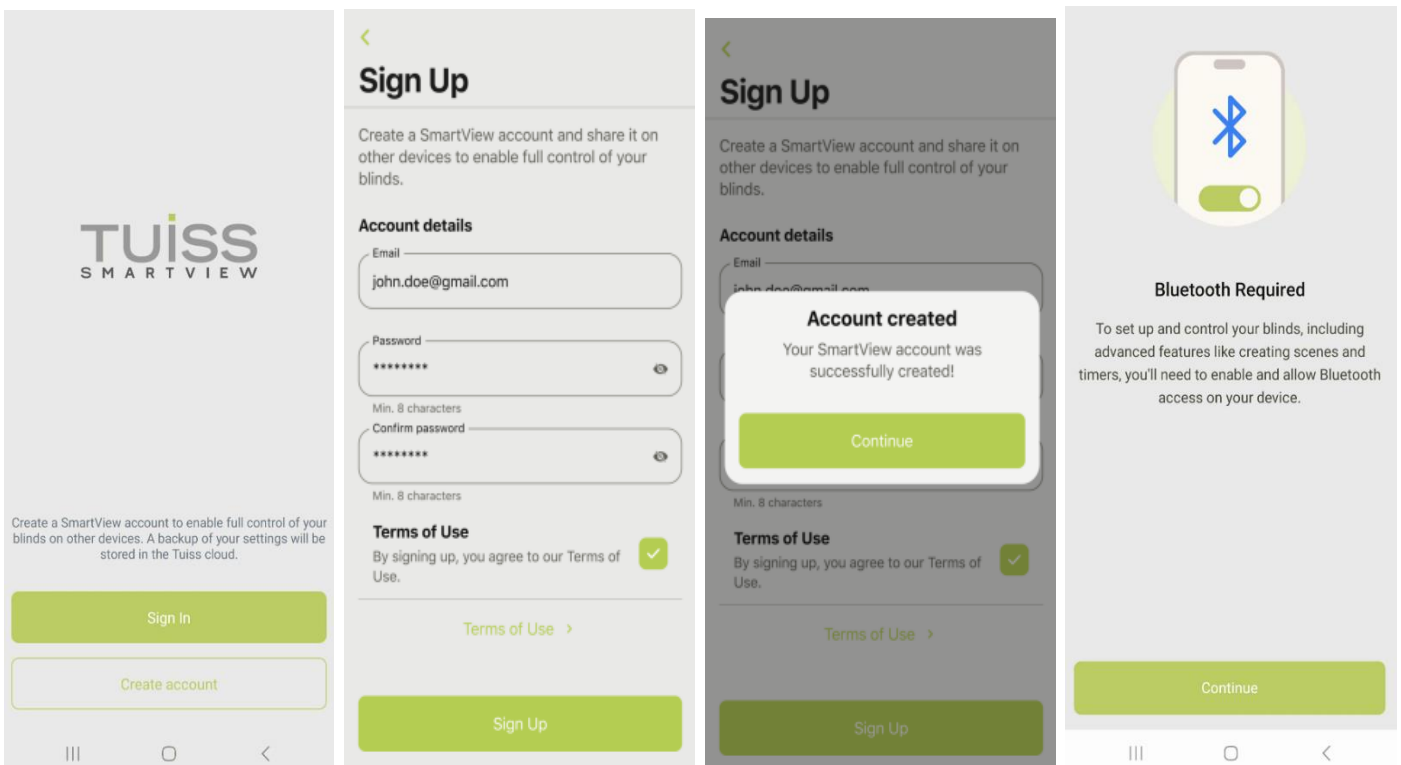 TUiSS
SMARTVIEW
Create a SmartView account to enable full control of your
blinds on other devices. A backup of your settings will be
stored in the Tuiss cloud.
Sign In
Create account
Sign Up
Create a SmartView account and share it on
other devices to enable full control of your
blinds.
Account details
Email
john.doe@gmail.com
Password
********
Min. 8 characters
Confirm password
********
Min. 8 characters
Terms of Use
By signing up, you agree to our Terms of
Use.
Terms of Use >
Sign Up
Sign Up
Create a SmartView account and share it on
other devices to enable full control of your
blinds.
Account details
Email
john.doe@gmail.com
Account created
Your SmartView account was
successfully created!
Continue
Min. 8 characters
Terms of Use
By signing up, you agree to our Terms of
Use.
Terms of Use >
Sign Up
Bluetooth Required
To set up and control your blinds, including
advanced features like creating scenes and
timers, you'll need to enable and allow Bluetooth
access on your device.
Continue